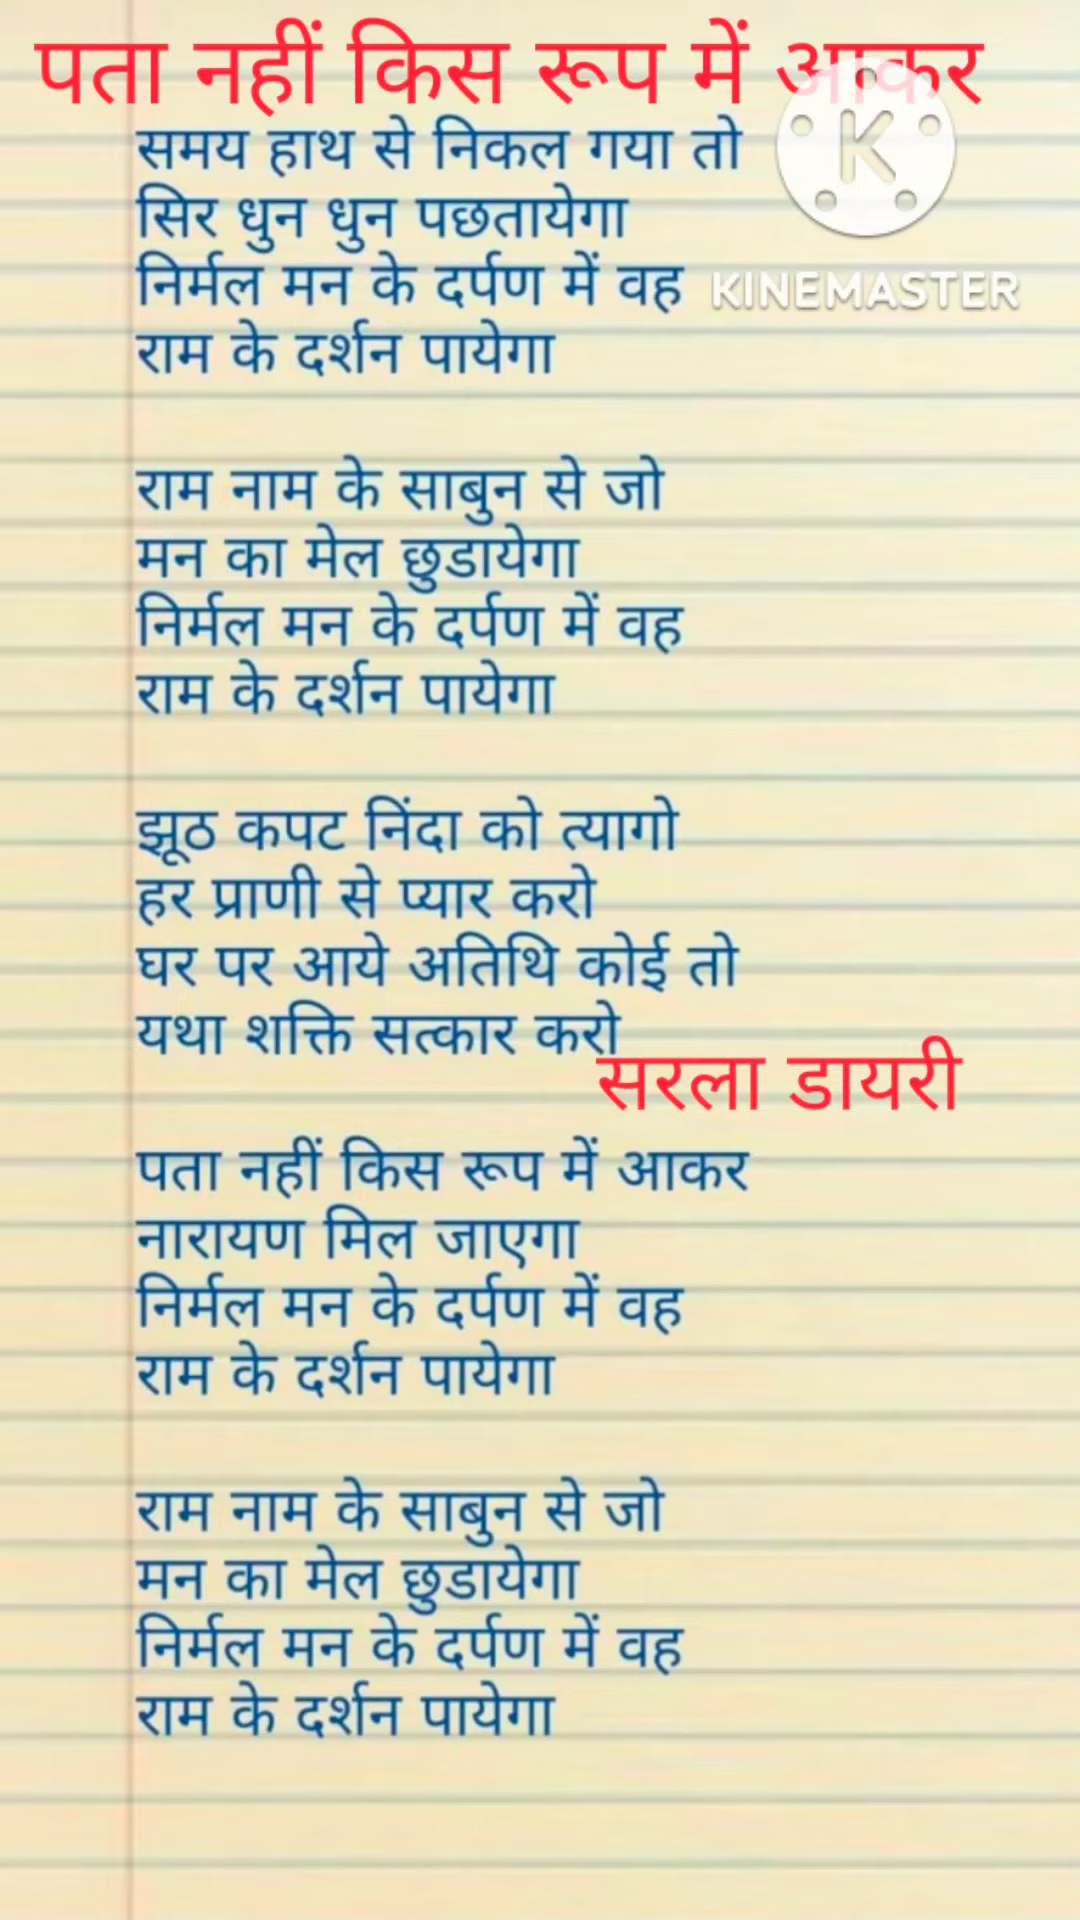 पता नहीं किस रूप में आकर
समय हाथ से निकल गया तो
सिर धुन धुन पछतायेगा
निर्मल मन के दर्पण में वह
KINEMASTER
राम के दर्शन पायेगा
राम नाम के साबुन से जो
मन का मेल छुडायेगा
निर्मल मन के दर्पण में वह
राम के दर्शन पायेगा
झूठ कपट निंदा को त्यागो
हर प्राणी से प्यार करो
घर पर आये अतिथि कोई तो
यथा शक्ति सत्कार करो
सरला डायरी
पता नहीं किस रूप में आकर
नारायण मिल जाएगा
निर्मल मन के दर्पण में वह
राम के दर्शन पायेगा
राम नाम के साबुन से जो
मन का मेल छुडायेगा
निर्मल मन के दर्पण में वह
राम के दर्शन पायेगा